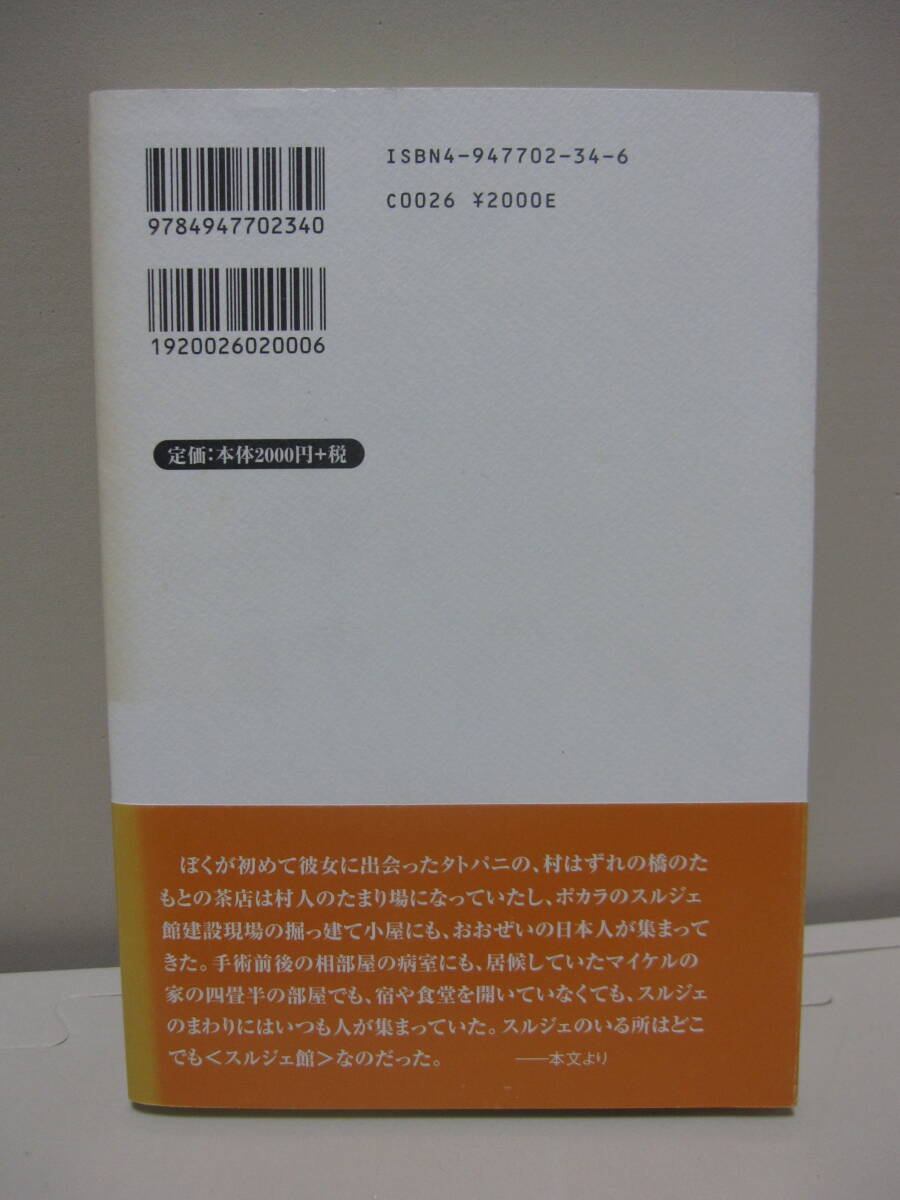 ISBN4-947702-34-6
C0026 ¥2000E
9784947702340
1920026020006
定価:本体2000円+税
ぼくが初めて彼女に出会ったタトパニの、村はずれの橋のた
もとの茶店は村人のたまり場になっていたし、ポカラのスルジェ
館建設現場の掘っ建て小屋にも、おおぜいの日本人が集まって
きた。手術前後の相部屋の病室にも、居候していたマイケルの
家の四畳半の部屋でも、宿や食堂を開いていなくても、スルジェ
のまわりにはいつも人が集まっていた。スルジェのいる所はどこ
でも<スルジェ館>なのだった。 ──本文より